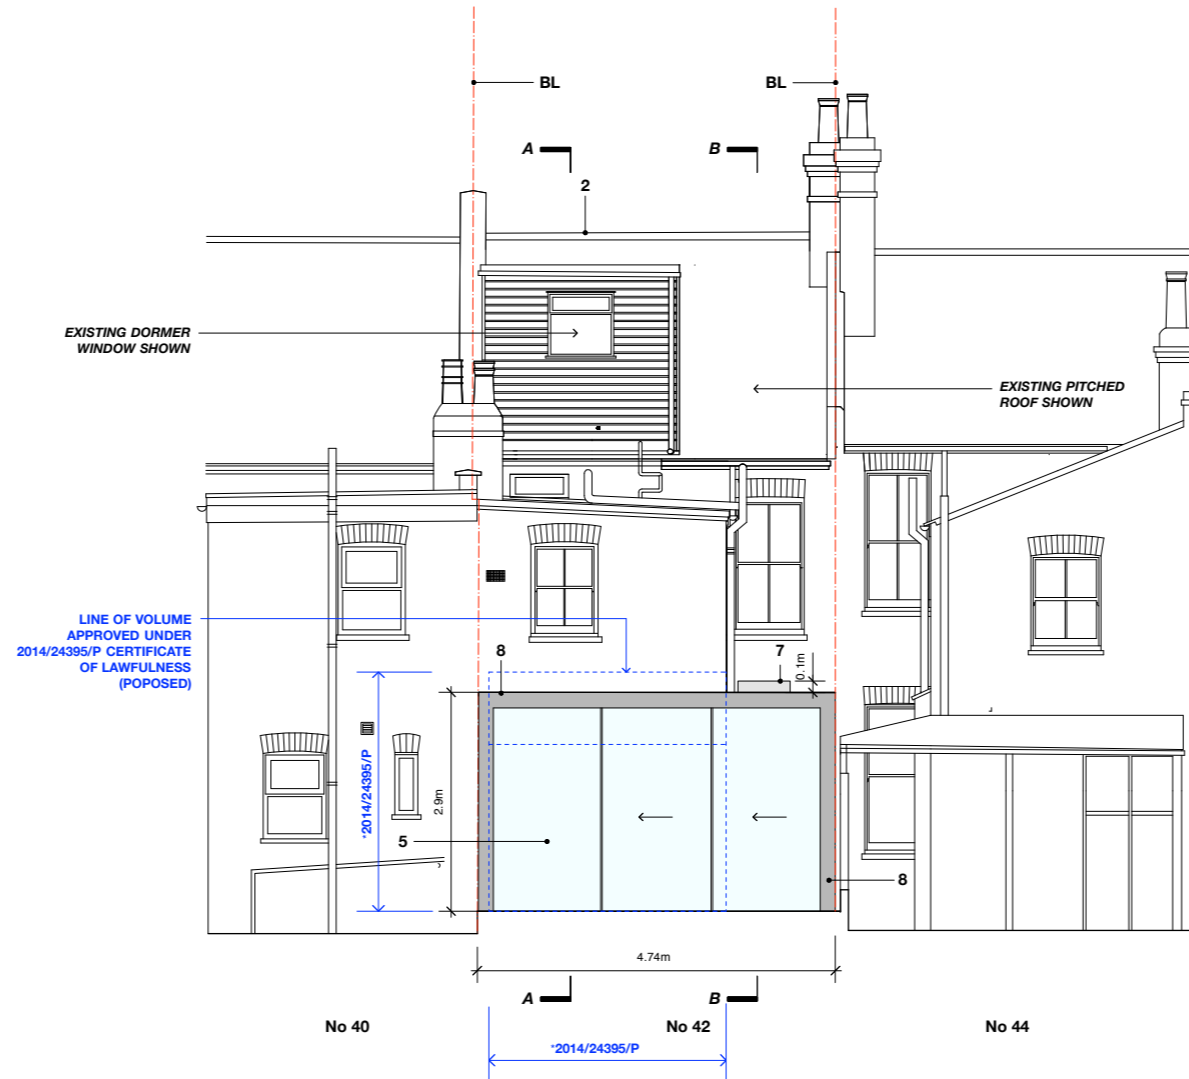 BL
BL
A
B
2
EXISTING DORMER
WINDOW SHOWN
EXISTING PITCHED
ROOF SHOWN
LINE OF VOLUME
APPROVED UNDER
2014/24395/P CERTIFICATE
OF LAWFULNESS
(POPOSED)
8
7
0.1m
*2014/24395/P
2.9m
5
8
4.74m
A
B
No 40
No 42
No 44
*2014/24395/P